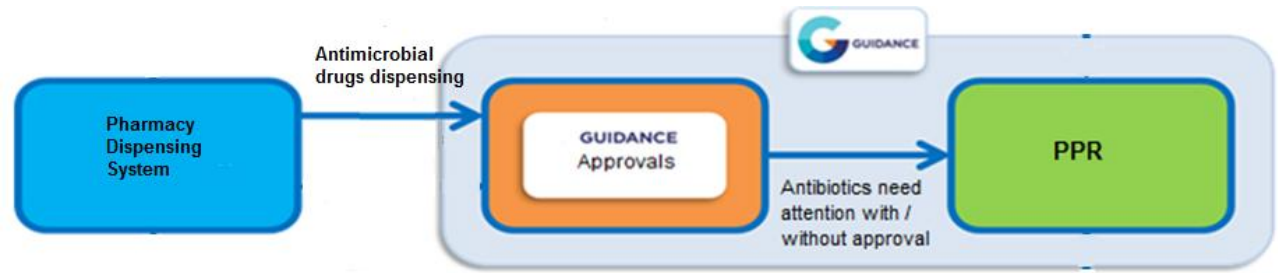 GUIDANCE
Antimicrobial
drugs dispensing
Pharmacy
Dispensing
System
GUIDANCE
Approvals
PPR
Antibiotics need
attention with /
without approval